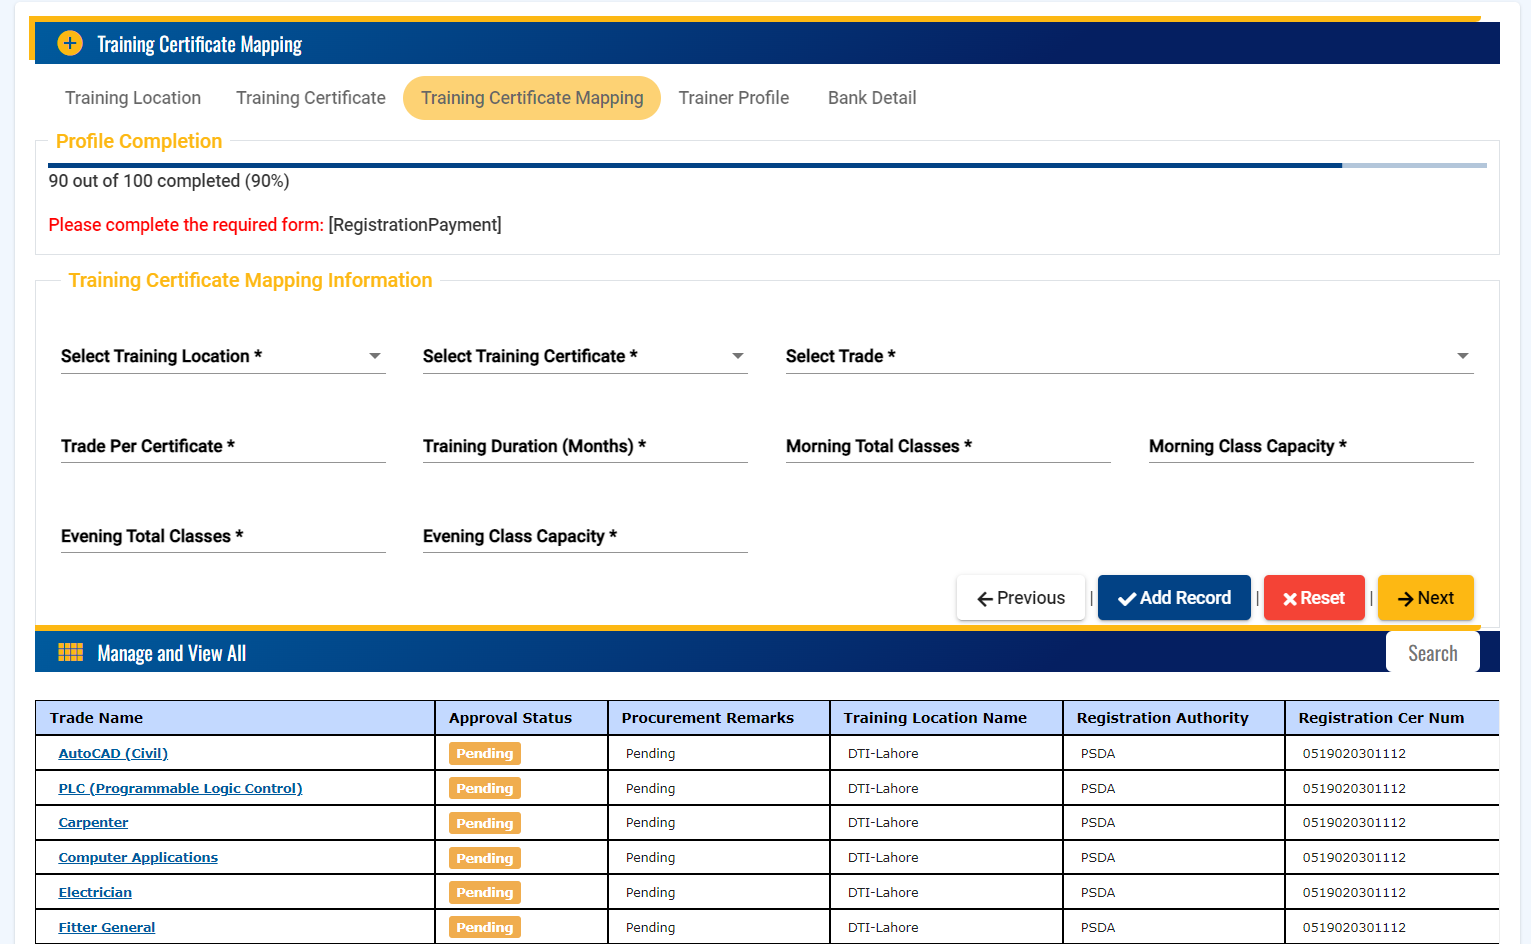 Training Certificate Mapping
Training Location Training Certificate Training Certificate Mapping Trainer Profile Bank Detail
Profile Completion
90 out of 100 completed (90%)
Please complete the required form: [RegistrationPayment]
Training Certificate Mapping Information
Select Training Location * Select Training Certificate * Select Trade *
Trade Per Certificate * Training Duration (Months) * Morning Total Classes * Morning Class Capacity *
Evening Total Classes * Evening Class Capacity *
Previous | Add Record | Reset | Next
Manage and View All Search
Trade Name Approval Status Procurement Remarks Training Location Name Registration Authority Registration Cer Num
AutoCAD (Civil) Pending Pending DTI-Lahore PSDA 0519020301112
PLC (Programmable Logic Control) Pending Pending DTI-Lahore PSDA 0519020301112
Carpenter Pending Pending DTI-Lahore PSDA 0519020301112
Computer Applications Pending Pending DTI-Lahore PSDA 0519020301112
Electrician Pending Pending DTI-Lahore PSDA 0519020301112
Fitter General Pending Pending DTI-Lahore PSDA 0519020301112